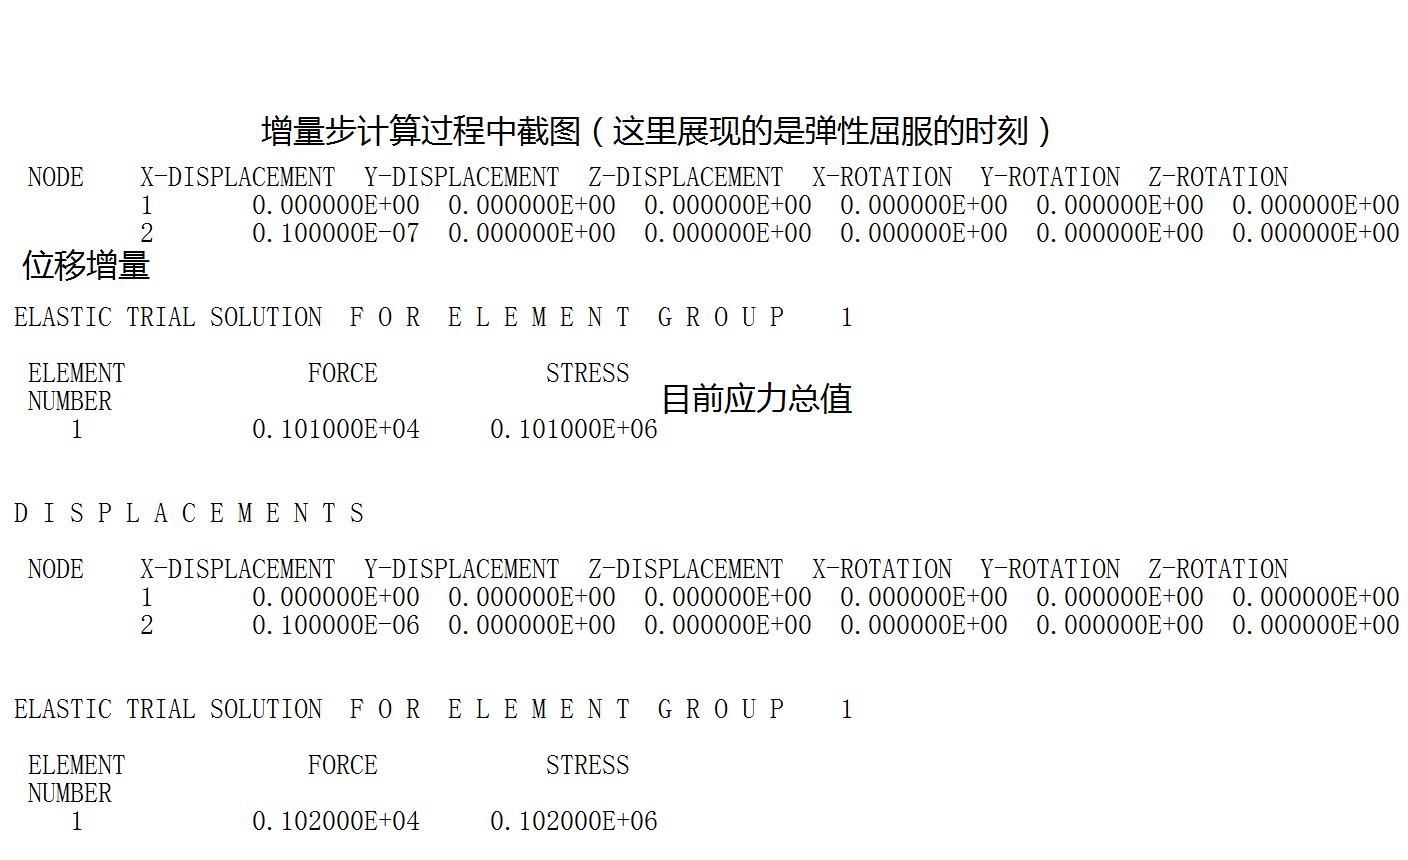 增量步计算过程中截图（这里展现的是弹性屈服的时刻）
NODE X-DISPLACEMENT Y-DISPLACEMENT Z-DISPLACEMENT X-ROTATION Y-ROTATION Z-ROTATION
1 0.000000E+00 0.000000E+00 0.000000E+00 0.000000E+00 0.000000E+00 0.000000E+00
2 0.100000E-07 0.000000E+00 0.000000E+00 0.000000E+00 0.000000E+00 0.000000E+00
位移增量
ELASTIC TRIAL SOLUTION F O R E L E M E N T G R O U P 1
ELEMENT FORCE STRESS
目前应力总值
NUMBER
1 0.101000E+04 0.101000E+06
D I S P L A C E M E N T S
NODE X-DISPLACEMENT Y-DISPLACEMENT Z-DISPLACEMENT X-ROTATION Y-ROTATION Z-ROTATION
1 0.000000E+00 0.000000E+00 0.000000E+00 0.000000E+00 0.000000E+00 0.000000E+00
2 0.100000E-06 0.000000E+00 0.000000E+00 0.000000E+00 0.000000E+00 0.000000E+00
ELASTIC TRIAL SOLUTION F O R E L E M E N T G R O U P 1
ELEMENT FORCE STRESS
NUMBER
1 0.102000E+04 0.102000E+06